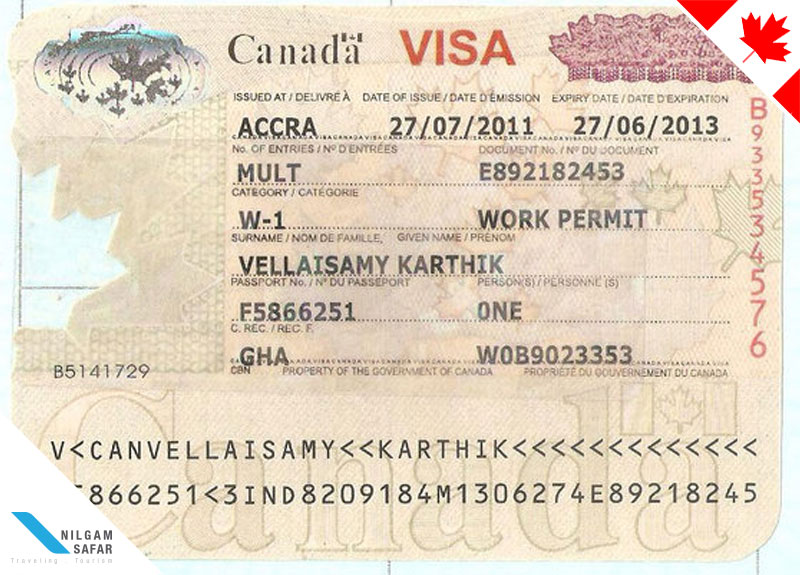 Canada VISA
ISSUED AT / DELIVRÉ À DATE OF ISSUE / DATE D'ÉMISSION EXPIRY DATE / DATE D'EXPIRATION
ACCRA 27/07/2011 27/06/2013
NO. OF ENTRIES / Nº D'ENTRÉES DOCUMENT NO. / Nº DU DOCUMENT
MULT E892182453
CATEGORY / CATÉGORIE
W-1 WORK PERMIT
SURNAME / NOM DE FAMILLE, GIVEN NAME / PRÉNOM
VELLAISAMY KARTHIK
PASSPORT NO. / Nº DU PASSEPORT PERSON(S) / PERSONNE (S)
F5866251 ONE
C. REC. / REC. F.
GHA W0B9023353
CBN PROPERTY OF THE GOVERNMENT OF CANADA PROPRIÉTÉ DU GOUVERNEMENT DU CANADA
B5141729
B933534576
V<CANVELLAISAMY<<KARTHIK<<<<<<<<<<<<<<
5866251<3IND8209184M1306274E89218245
NILGAM
SAFAR
Traveling . Tourism